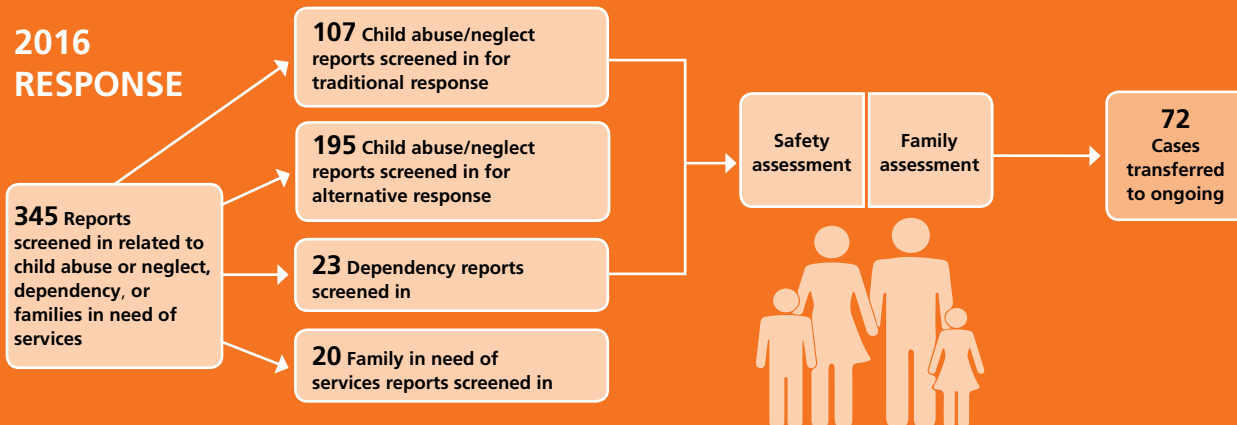 2016
RESPONSE
345 Reports
screened in related to
child abuse or neglect,
dependency, or
families in need of
services
107 Child abuse/neglect
reports screened in for
traditional response
195 Child abuse/neglect
reports screened in for
alternative response
23 Dependency reports
screened in
20 Family in need of
services reports screened in
Safety
assessment
Family
assessment
72
Cases
transferred
to ongoing